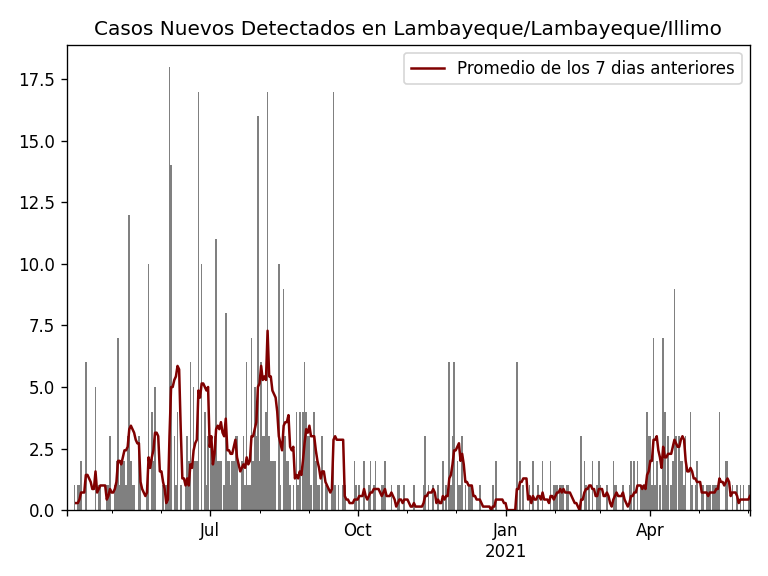 Casos Nuevos Detectados en Lambayeque/Lambayeque/Illimo
Promedio de los 7 dias anteriores
17.5
15.0
12.5
10.0
7.5
5.0
2.5
0.0
Jul
Oct
Jan
2021
Apr